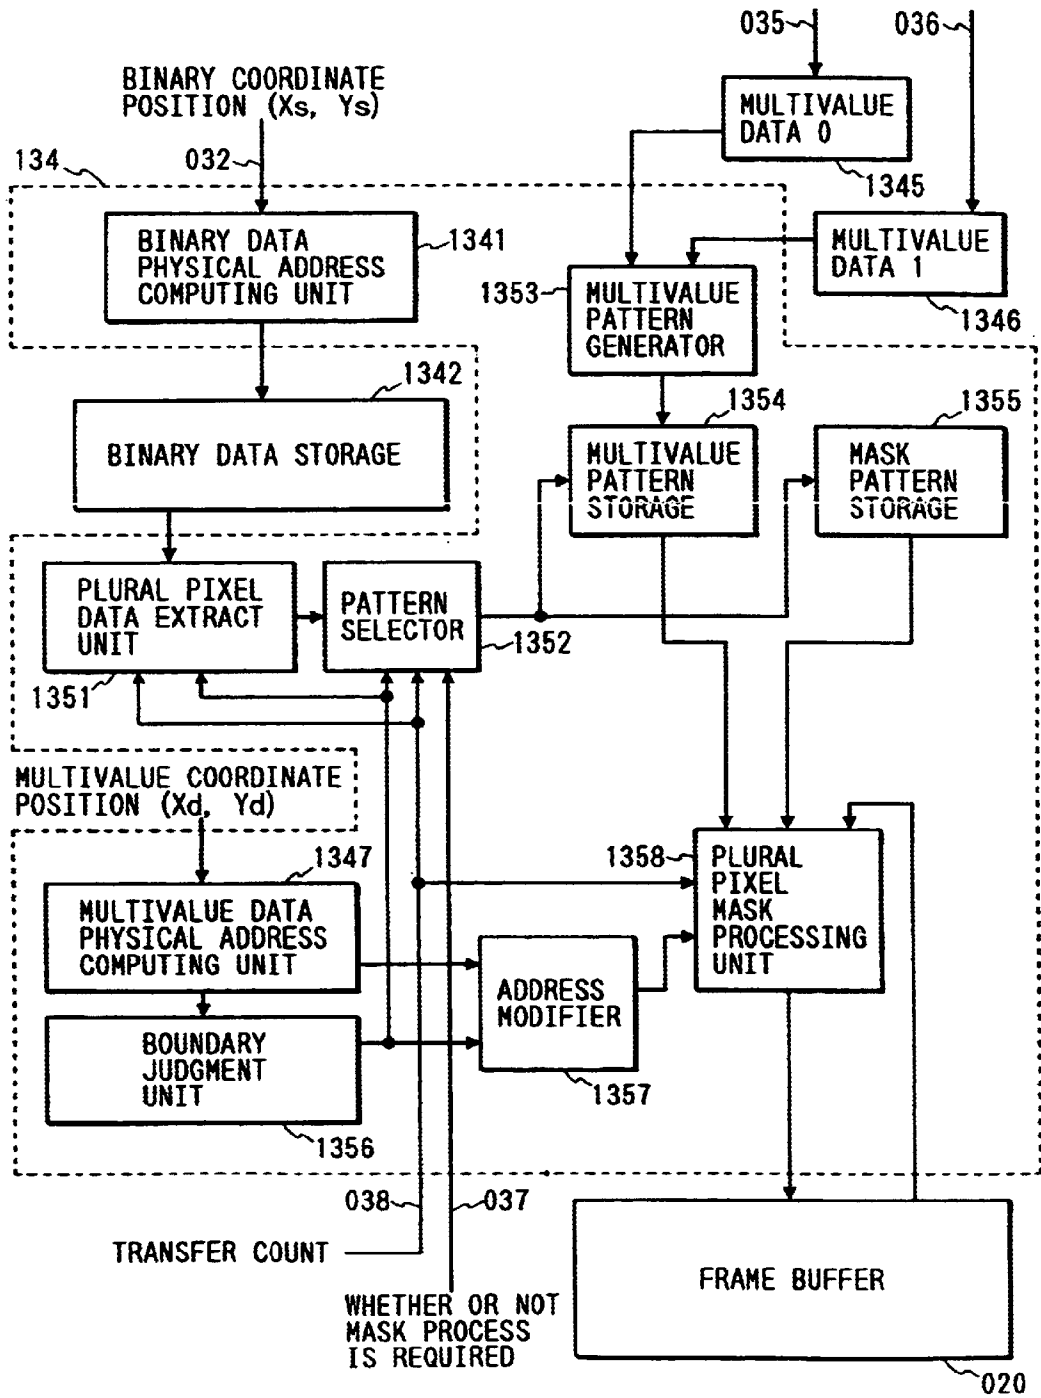 035
036
BINARY COORDINATE
POSITION (Xs, Ys)
MULTIVALUE
DATA 0
134
032
1345
BINARY DATA
PHYSICAL ADDRESS
COMPUTING UNIT
1341
MULTIVALUE
DATA 1
1353
MULTIVALUE
PATTERN
GENERATOR
1346
1342
1354
1355
BINARY DATA STORAGE
MULTIVALUE
PATTERN
STORAGE
MASK
PATTERN
STORAGE
PLURAL PIXEL
DATA EXTRACT
UNIT
PATTERN
SELECTOR
1352
1351
MULTIVALUE COORDINATE
POSITION (Xd, Yd)
1347
1358
PLURAL
PIXEL
MASK
PROCESSING
UNIT
MULTIVALUE DATA
PHYSICAL ADDRESS
COMPUTING UNIT
ADDRESS
MODIFIER
BOUNDARY
JUDGMENT
UNIT
1357
1356
038
037
TRANSFER COUNT
FRAME BUFFER
WHETHER OR NOT
MASK PROCESS
IS REQUIRED
020